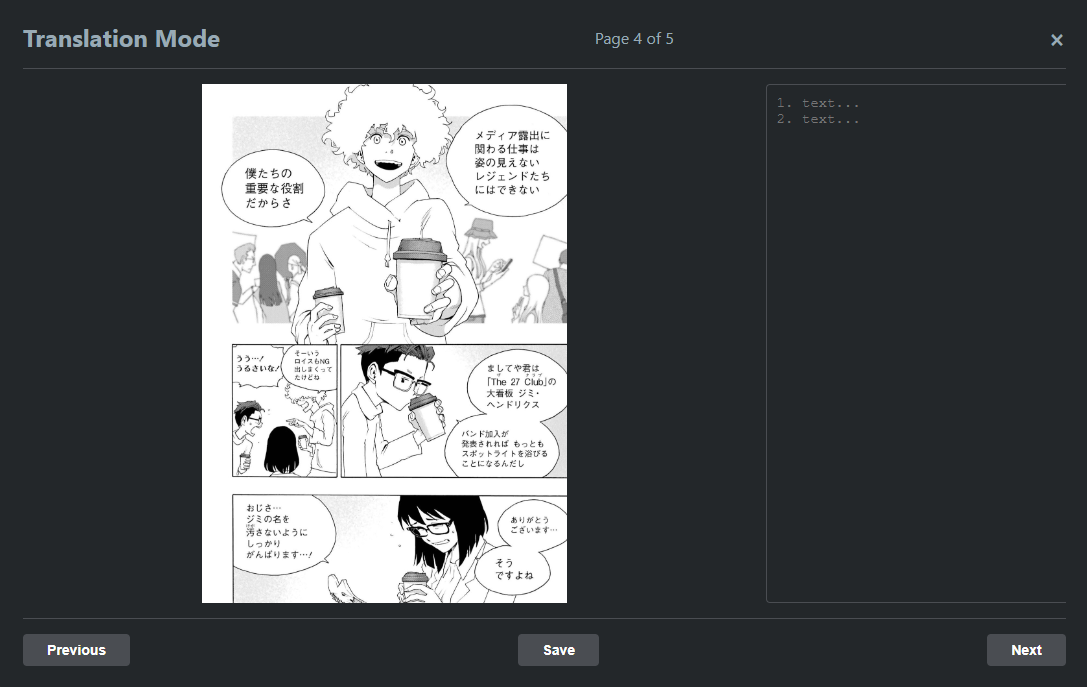 Translation Mode
Page 4 of 5
×
メディア露出に
関わる仕事は
姿の見えない
レジェンドたち
にはできない
僕たちの
重要な役割
だからさ
ましてや君は
「The 27 Club」の
大看板 ジミ・
ヘンドリクス
バンド加入が
発表されれば もっとも
スポットライトを浴びる
ことになるんだし
そーいう
ロイスもNG
出しまくって
たけどね
うう…!
うるさいな!
ありがとう
ございます…
そう
ですよね
おじさ…
ジミの名を
汚さないように
しっかり
がんばります…!
1. text...
2. text...
Previous
Save
Next